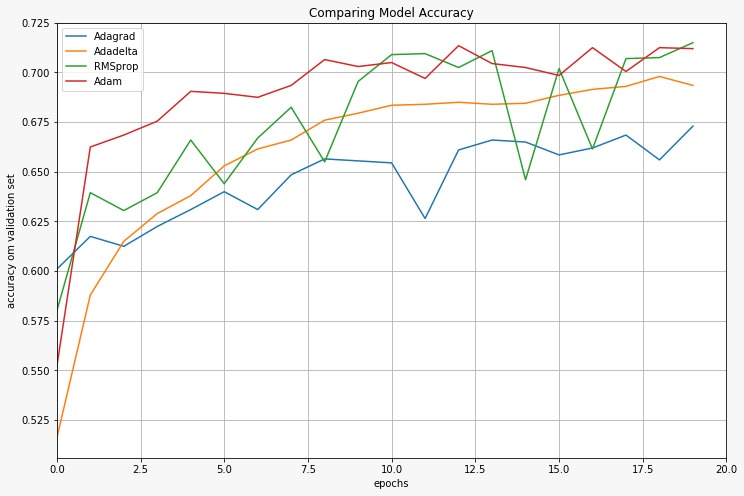 Comparing Model Accuracy
Adagrad
Adadelta
RMSprop
Adam
accuracy om validation set
0.725
0.700
0.675
0.650
0.625
0.600
0.575
0.550
0.525
0.0 2.5 5.0 7.5 10.0 12.5 15.0 17.5 20.0
epochs